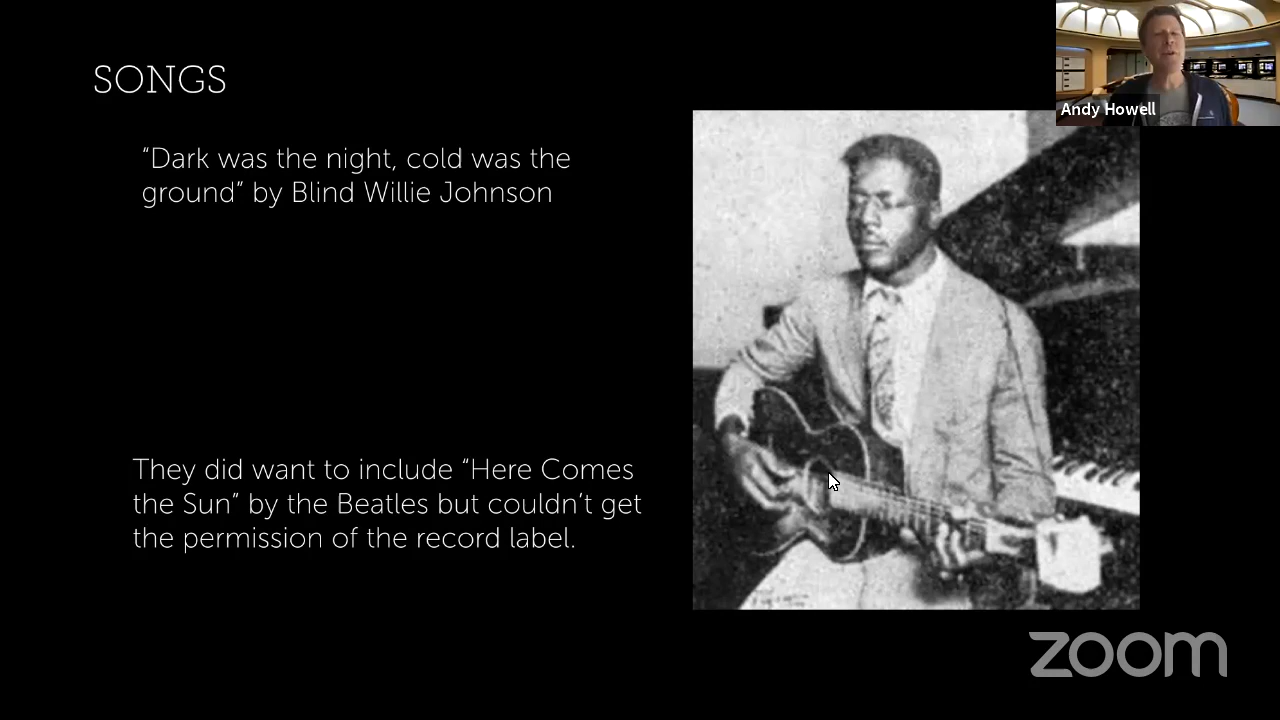 SONGS
“Dark was the night, cold was the
ground” by Blind Willie Johnson
They did want to include “Here Comes
the Sun” by the Beatles but couldn’t get
the permission of the record label.
Andy Howell
zoom